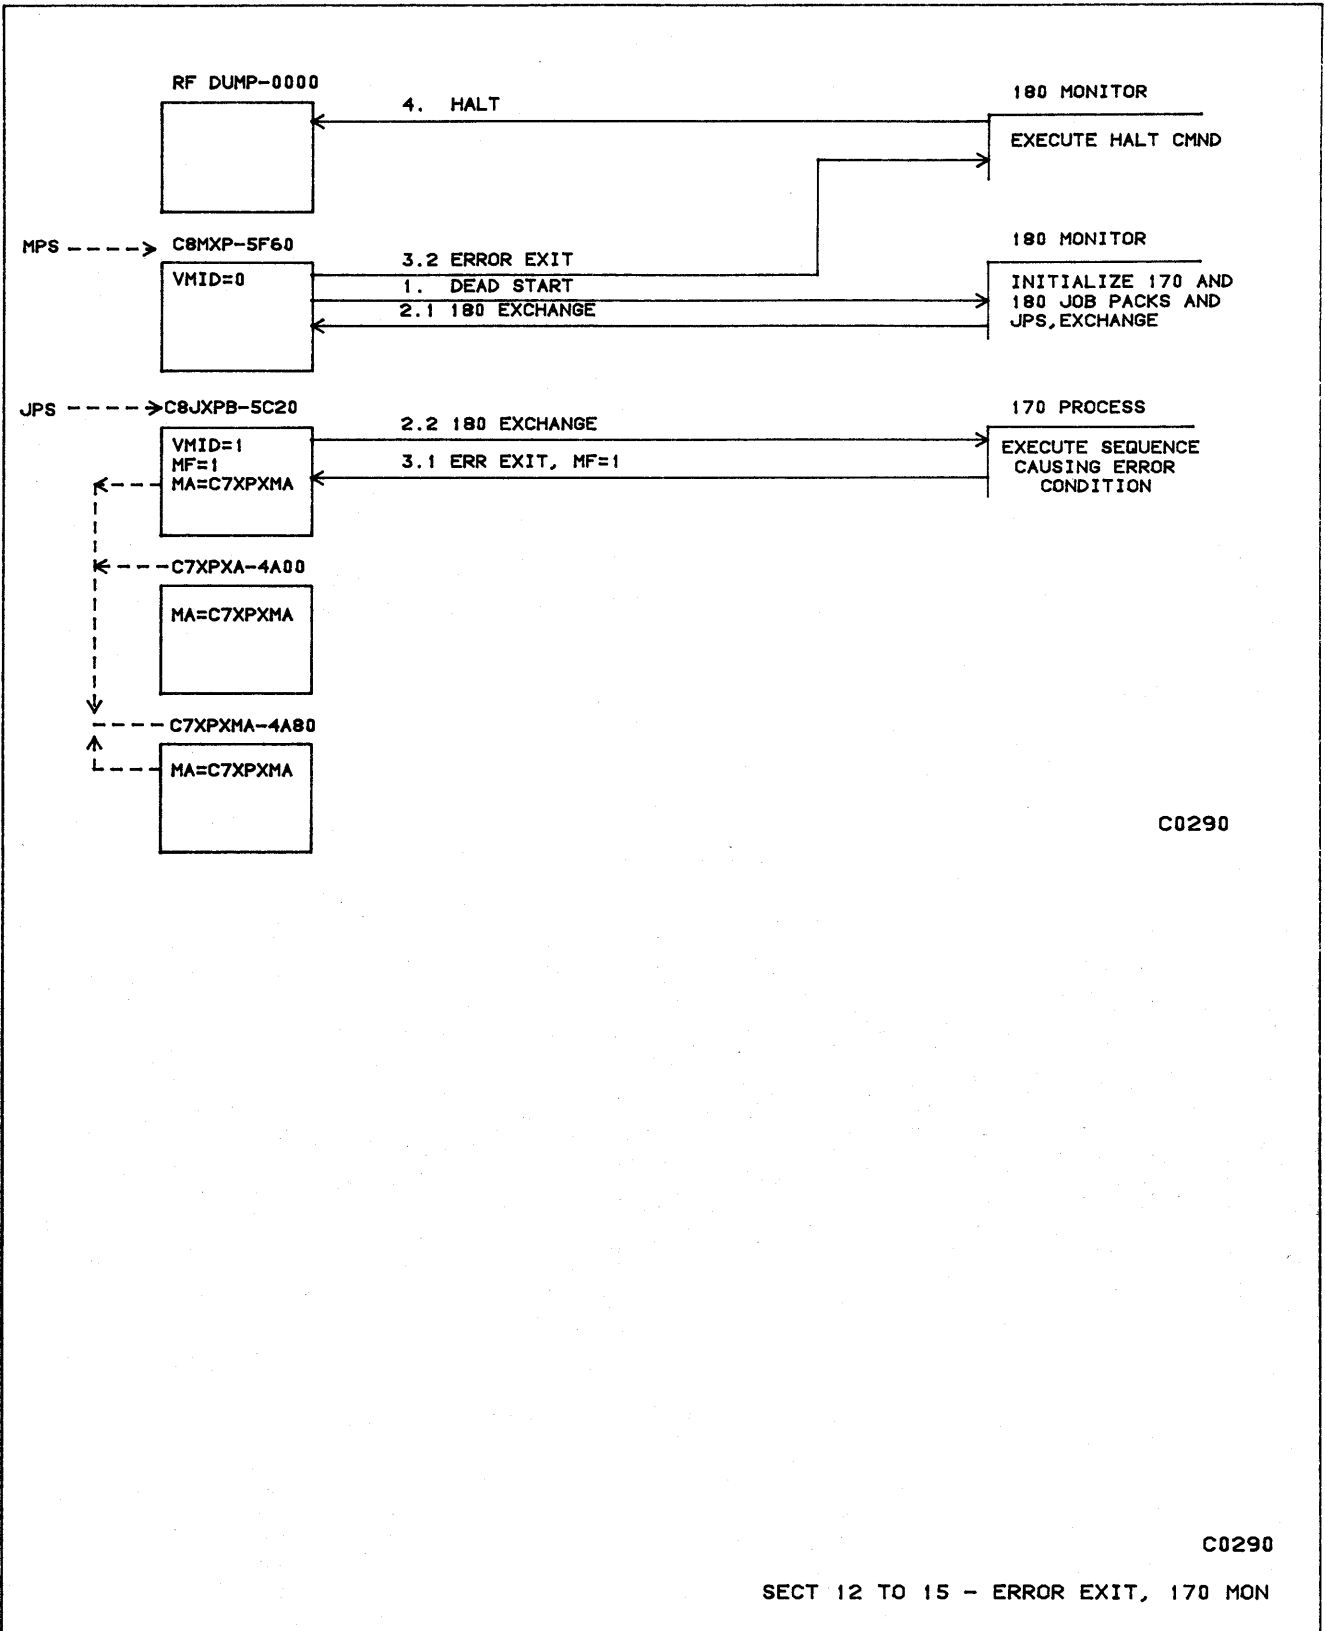 RF DUMP-0000
4. HALT
180 MONITOR
EXECUTE HALT CMND
MPS
C8MXP-5F60
VMID=0
3.2 ERROR EXIT
1. DEAD START
2.1 180 EXCHANGE
180 MONITOR
INITIALIZE 170 AND
180 JOB PACKS AND
JPS,EXCHANGE
JPS
C8JXPB-5C20
VMID=1
MF=1
MA=C7XPXMA
2.2 180 EXCHANGE
3.1 ERR EXIT, MF=1
170 PROCESS
EXECUTE SEQUENCE
CAUSING ERROR
CONDITION
C7XPXA-4A00
MA=C7XPXMA
C7XPXMA-4A80
MA=C7XPXMA
C0290
C0290
SECT 12 TO 15 - ERROR EXIT, 170 MON